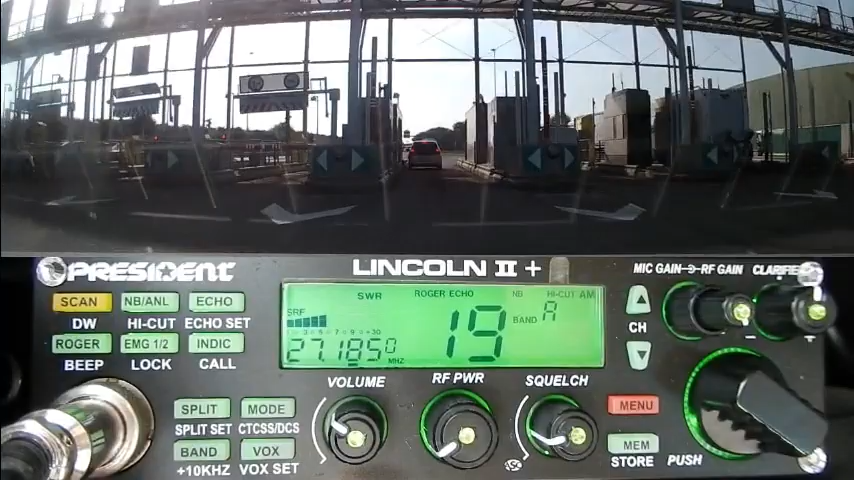 PRESIDENT
LINCOLN II +
MIC GAIN RF GAIN
CLARIFIER
SCAN
NB/ANL
ECHO
DW
HI-CUT
ECHO SET
ROGER
EMG 1/2
INDIC
BEEP
LOCK
CALL
SWR
ROGER ECHO
NB
HI-CUT AM
SRF
27.1850 MHZ
19
BAND A
CH
VOLUME
RF PWR
SQUELCH
SPLIT
MODE
SPLIT SET
CTCSS/DCS
BAND
VOX
+10KHZ
VOX SET
MENU
MEM
STORE
PUSH